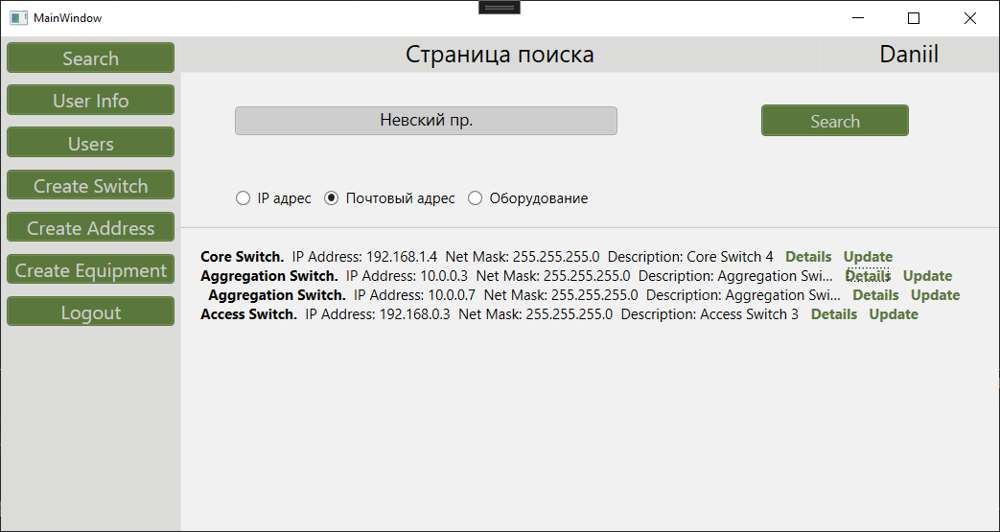 MainWindow
Search
User Info
Users
Create Switch
Create Address
Create Equipment
Logout
Страница поиска
Daniil
Невский пр.
Search
IP адрес
Почтовый адрес
Оборудование
Core Switch. IP Address: 192.168.1.4 Net Mask: 255.255.255.0 Description: Core Switch 4 Details Update
Aggregation Switch. IP Address: 10.0.0.3 Net Mask: 255.255.255.0 Description: Aggregation Swi... Details Update
Aggregation Switch. IP Address: 10.0.0.7 Net Mask: 255.255.255.0 Description: Aggregation Swi... Details Update
Access Switch. IP Address: 192.168.0.3 Net Mask: 255.255.255.0 Description: Access Switch 3 Details Update